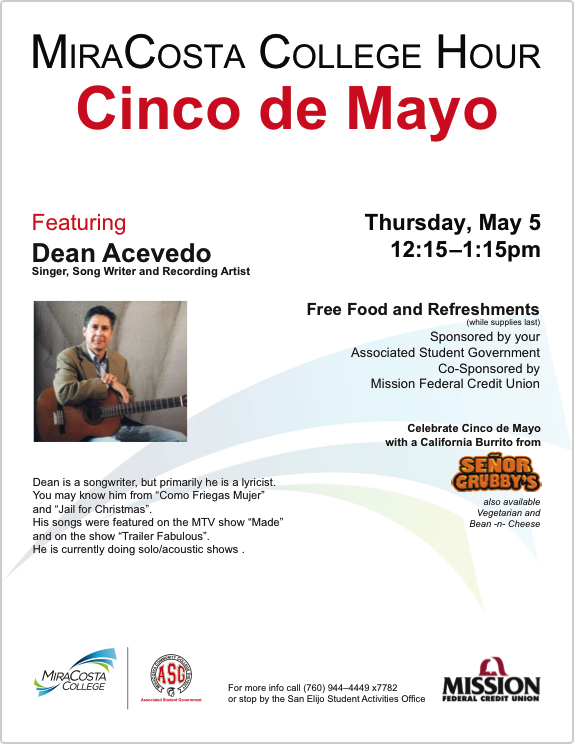 MIRACOSTA COLLEGE HOUR
Cinco de Mayo
Featuring
Dean Acevedo
Singer, Song Writer and Recording Artist
Thursday, May 5
12:15–1:15pm
Free Food and Refreshments
(while supplies last)
Sponsored by your
Associated Student Government
Co-Sponsored by
Mission Federal Credit Union
Celebrate Cinco de Mayo
with a California Burrito from
SEÑOR
GRUBBY'S
also available
Vegetarian and
Bean -n- Cheese
Dean is a songwriter, but primarily he is a lyricist.
You may know him from “Como Friegas Mujer”
and “Jail for Christmas”.
His songs were featured on the MTV show “Made”
and on the show “Trailer Fabulous”.
He is currently doing solo/acoustic shows .
MIRACOSTA
COLLEGE
ASG
Associated Student Government
For more info call (760) 944–4449 x7782
or stop by the San Elijo Student Activities Office
MISSION
FEDERAL CREDIT UNION